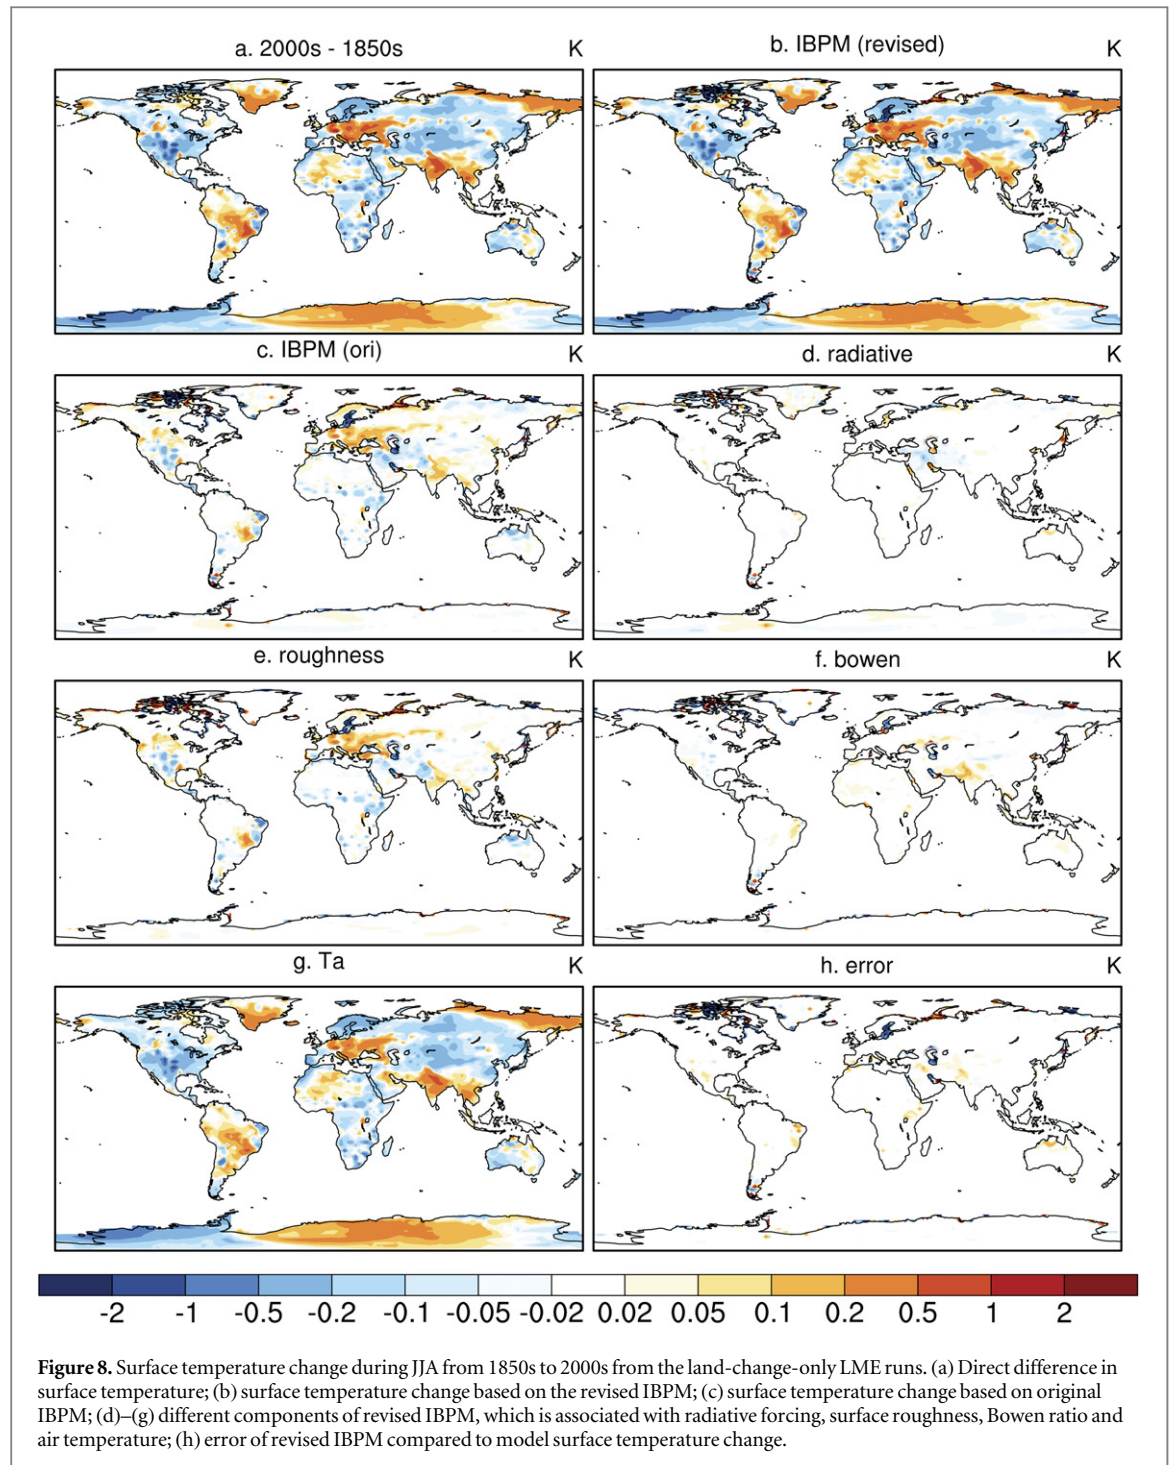 a. 2000s - 1850s K
b. IBPM (revised) K
c. IBPM (ori) K
d. radiative K
e. roughness K
f. bowen K
g. Ta K
h. error K
-2 -1 -0.5 -0.2 -0.1 -0.05 -0.02 0.02 0.05 0.1 0.2 0.5 1 2
Figure 8. Surface temperature change during JJA from 1850s to 2000s from the land-change-only LME runs. (a) Direct difference in
surface temperature; (b) surface temperature change based on the revised IBPM; (c) surface temperature change based on original
IBPM; (d)–(g) different components of revised IBPM, which is associated with radiative forcing, surface roughness, Bowen ratio and
air temperature; (h) error of revised IBPM compared to model surface temperature change.